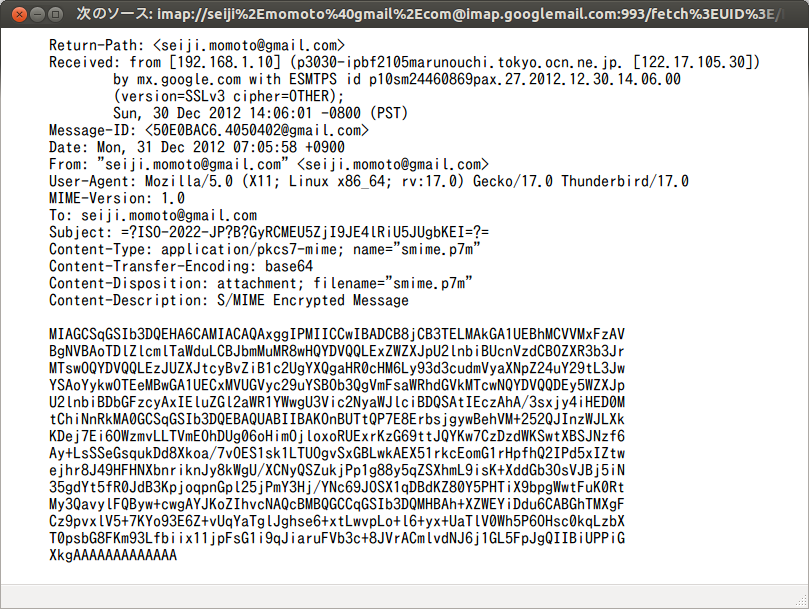 次のソース: imap://seiji%2Emomoto%40gmail%2Ecom@imap.googlemail.com:993/fetch%3EUID%3E/
Return-Path: <seiji.momoto@gmail.com>
Received: from [192.168.1.10] (p3030-ipbf2105marunouchi.tokyo.ocn.ne.jp. [122.17.105.30])
by mx.google.com with ESMTPS id p10sm24460869pax.27.2012.12.30.14.06.00
(version=SSLv3 cipher=OTHER);
Sun, 30 Dec 2012 14:06:01 -0800 (PST)
Message-ID: <50E0BAC6.4050402@gmail.com>
Date: Mon, 31 Dec 2012 07:05:58 +0900
From: "seiji.momoto@gmail.com" <seiji.momoto@gmail.com>
User-Agent: Mozilla/5.0 (X11; Linux x86_64; rv:17.0) Gecko/17.0 Thunderbird/17.0
MIME-Version: 1.0
To: seiji.momoto@gmail.com
Subject: =?ISO-2022-JP?B?GyRCMEU5ZjI9JE4lRiU5JUgbKEI=?=
Content-Type: application/pkcs7-mime; name="smime.p7m"
Content-Transfer-Encoding: base64
Content-Disposition: attachment; filename="smime.p7m"
Content-Description: S/MIME Encrypted Message
MIAGCSqGSIb3DQEHA6CAMIACAQAxggIPMIICCwIBADCB8jCB3TELMAkGA1UEBhMCVVMxFzAV
BgNVBAoTDlZlcmlTaWduLCBJbmMuMR8wHQYDVQQLExZWZXJpU2lnbiBUcnVzdCBOZXR3b3Jr
MTswOQYDVQQLEzJUZXJtcyBvZiB1c2UgYXQgaHR0cHM6Ly93d3cudmVyaXNpZ24uY29tL3Jw
YSAoYykwOTEeMBwGA1UECxMVUGVyc29uYSBOb3QgVmFsaWRhdGVkMTcwNQYDVQQDEy5WZXJp
U2lnbiBDbGFzcyAxIEluZGl2aWR1YWwgU3Vic2NyaWJlciBDQSAtIEczAhA/3sxjy4iHED0M
tChiNnRkMA0GCSqGSIb3DQEBAQUABIIBAKOnBUTtQP7E8ErbsjgywBehVM+252QJInzWJLXk
KDej7Ei6OWzmvLLTVmEOhDUg06oHimOjloxoRUExrKzG69ttJQYKw7CzDzdWKSwtXBSJNzf6
Ay+LsSSeGsqukDd8Xkoa/7vOES1sk1LTUOgvSxGBLwkAEX51rkcEomG1rHpfhQ2IPd5xIZtw
ejhr8J49HFHNXbnriknJy8kWgU/XCNyQSZukjPp1g88y5qZSXhmL9isK+XddGb3OsVJBj5iN
35gdYt5fR0JdB3KpjoqpnGpl25jPmY3Hj/YNc69JOSX1qDBdKZ80Y5PHTiX9bpgWwtFuK0Rt
My3QavylFQByw+cwgAYJKoZIhvcNAQcBMBQGCCqGSIb3DQMHBAh+XZWEYiDdu6CABGhTMXgF
Cz9pvxlV5+7KYo93E6Z+vUqYaTglJghse6+xtLwvpLo+l6+yx+UaTlV0Wh5P6OHsc0kqLzbX
T0psbG8FKm93Lfbiix11jpFsG1i9qJiaruFVb3c+8JVrACmlvdNJ6j1GL5FpJgQIIBiUPPiG
XkgAAAAAAAAAAAAA